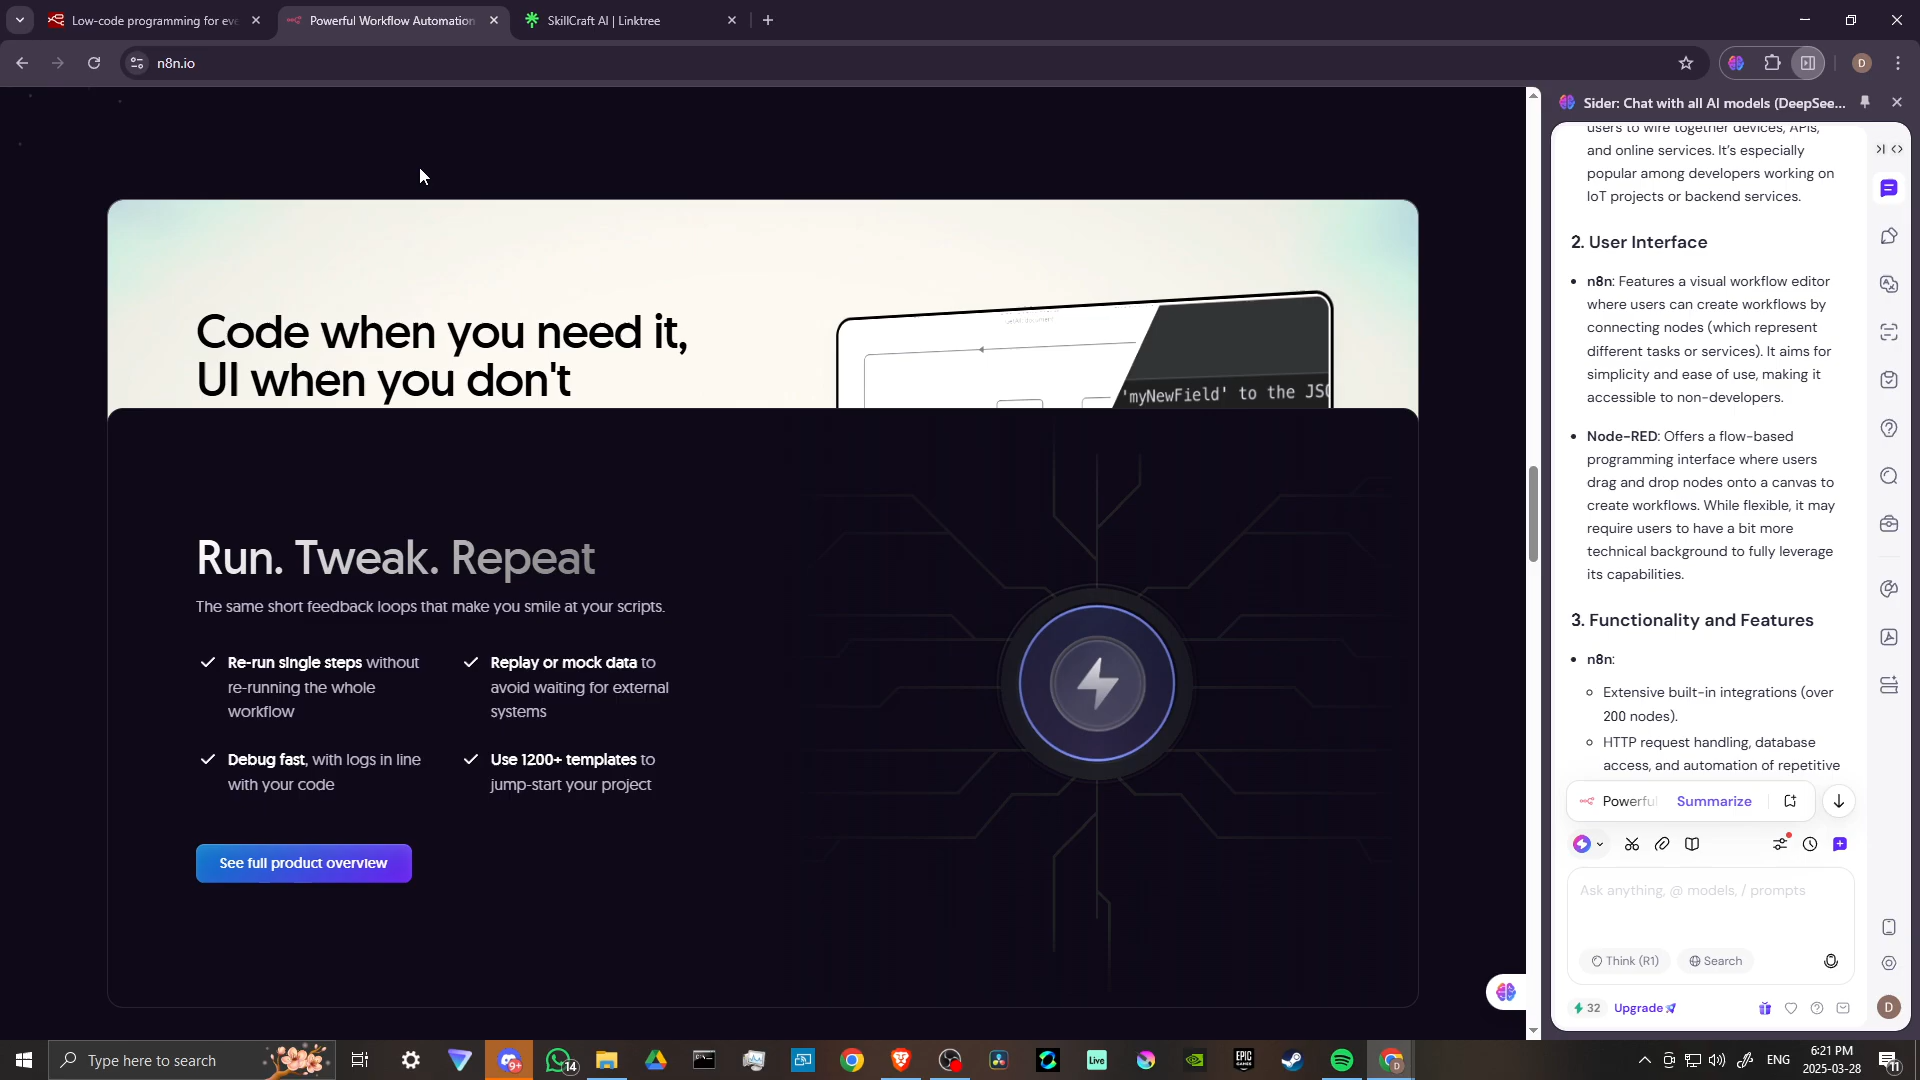 Low-code programming for eve
Powerful Workflow Automation
SkillCraft AI | Linktree
n8n.io
D
Code when you need it,
UI when you don't
'myNewField' to the JSO
Run. Tweak. Repeat
The same short feedback loops that make you smile at your scripts.
Re-run single steps without
re-running the whole
workflow
Replay or mock data to
avoid waiting for external
systems
Debug fast, with logs in line
with your code
Use 1200+ templates to
jump-start your project
See full product overview
Sider: Chat with all AI models (DeepSee...
users to wire together devices, APIs,
and online services. It's especially
popular among developers working on
IoT projects or backend services.
2. User Interface
n8n: Features a visual workflow editor
where users can create workflows by
connecting nodes (which represent
different tasks or services). It aims for
simplicity and ease of use, making it
accessible to non-developers.
Node-RED: Offers a flow-based
programming interface where users
drag and drop nodes onto a canvas to
create workflows. While flexible, it may
require users to have a bit more
technical background to fully leverage
its capabilities.
3. Functionality and Features
n8n:
Extensive built-in integrations (over
200 nodes).
HTTP request handling, database
access, and automation of repetitive
Powerful
Summarize
Ask anything, @ models, / prompts
Think (R1)
Search
32
Upgrade
D
Type here to search
9+
14
Live
EPIC
GAMES
ENG
6:21 PM
2025-03-28
11